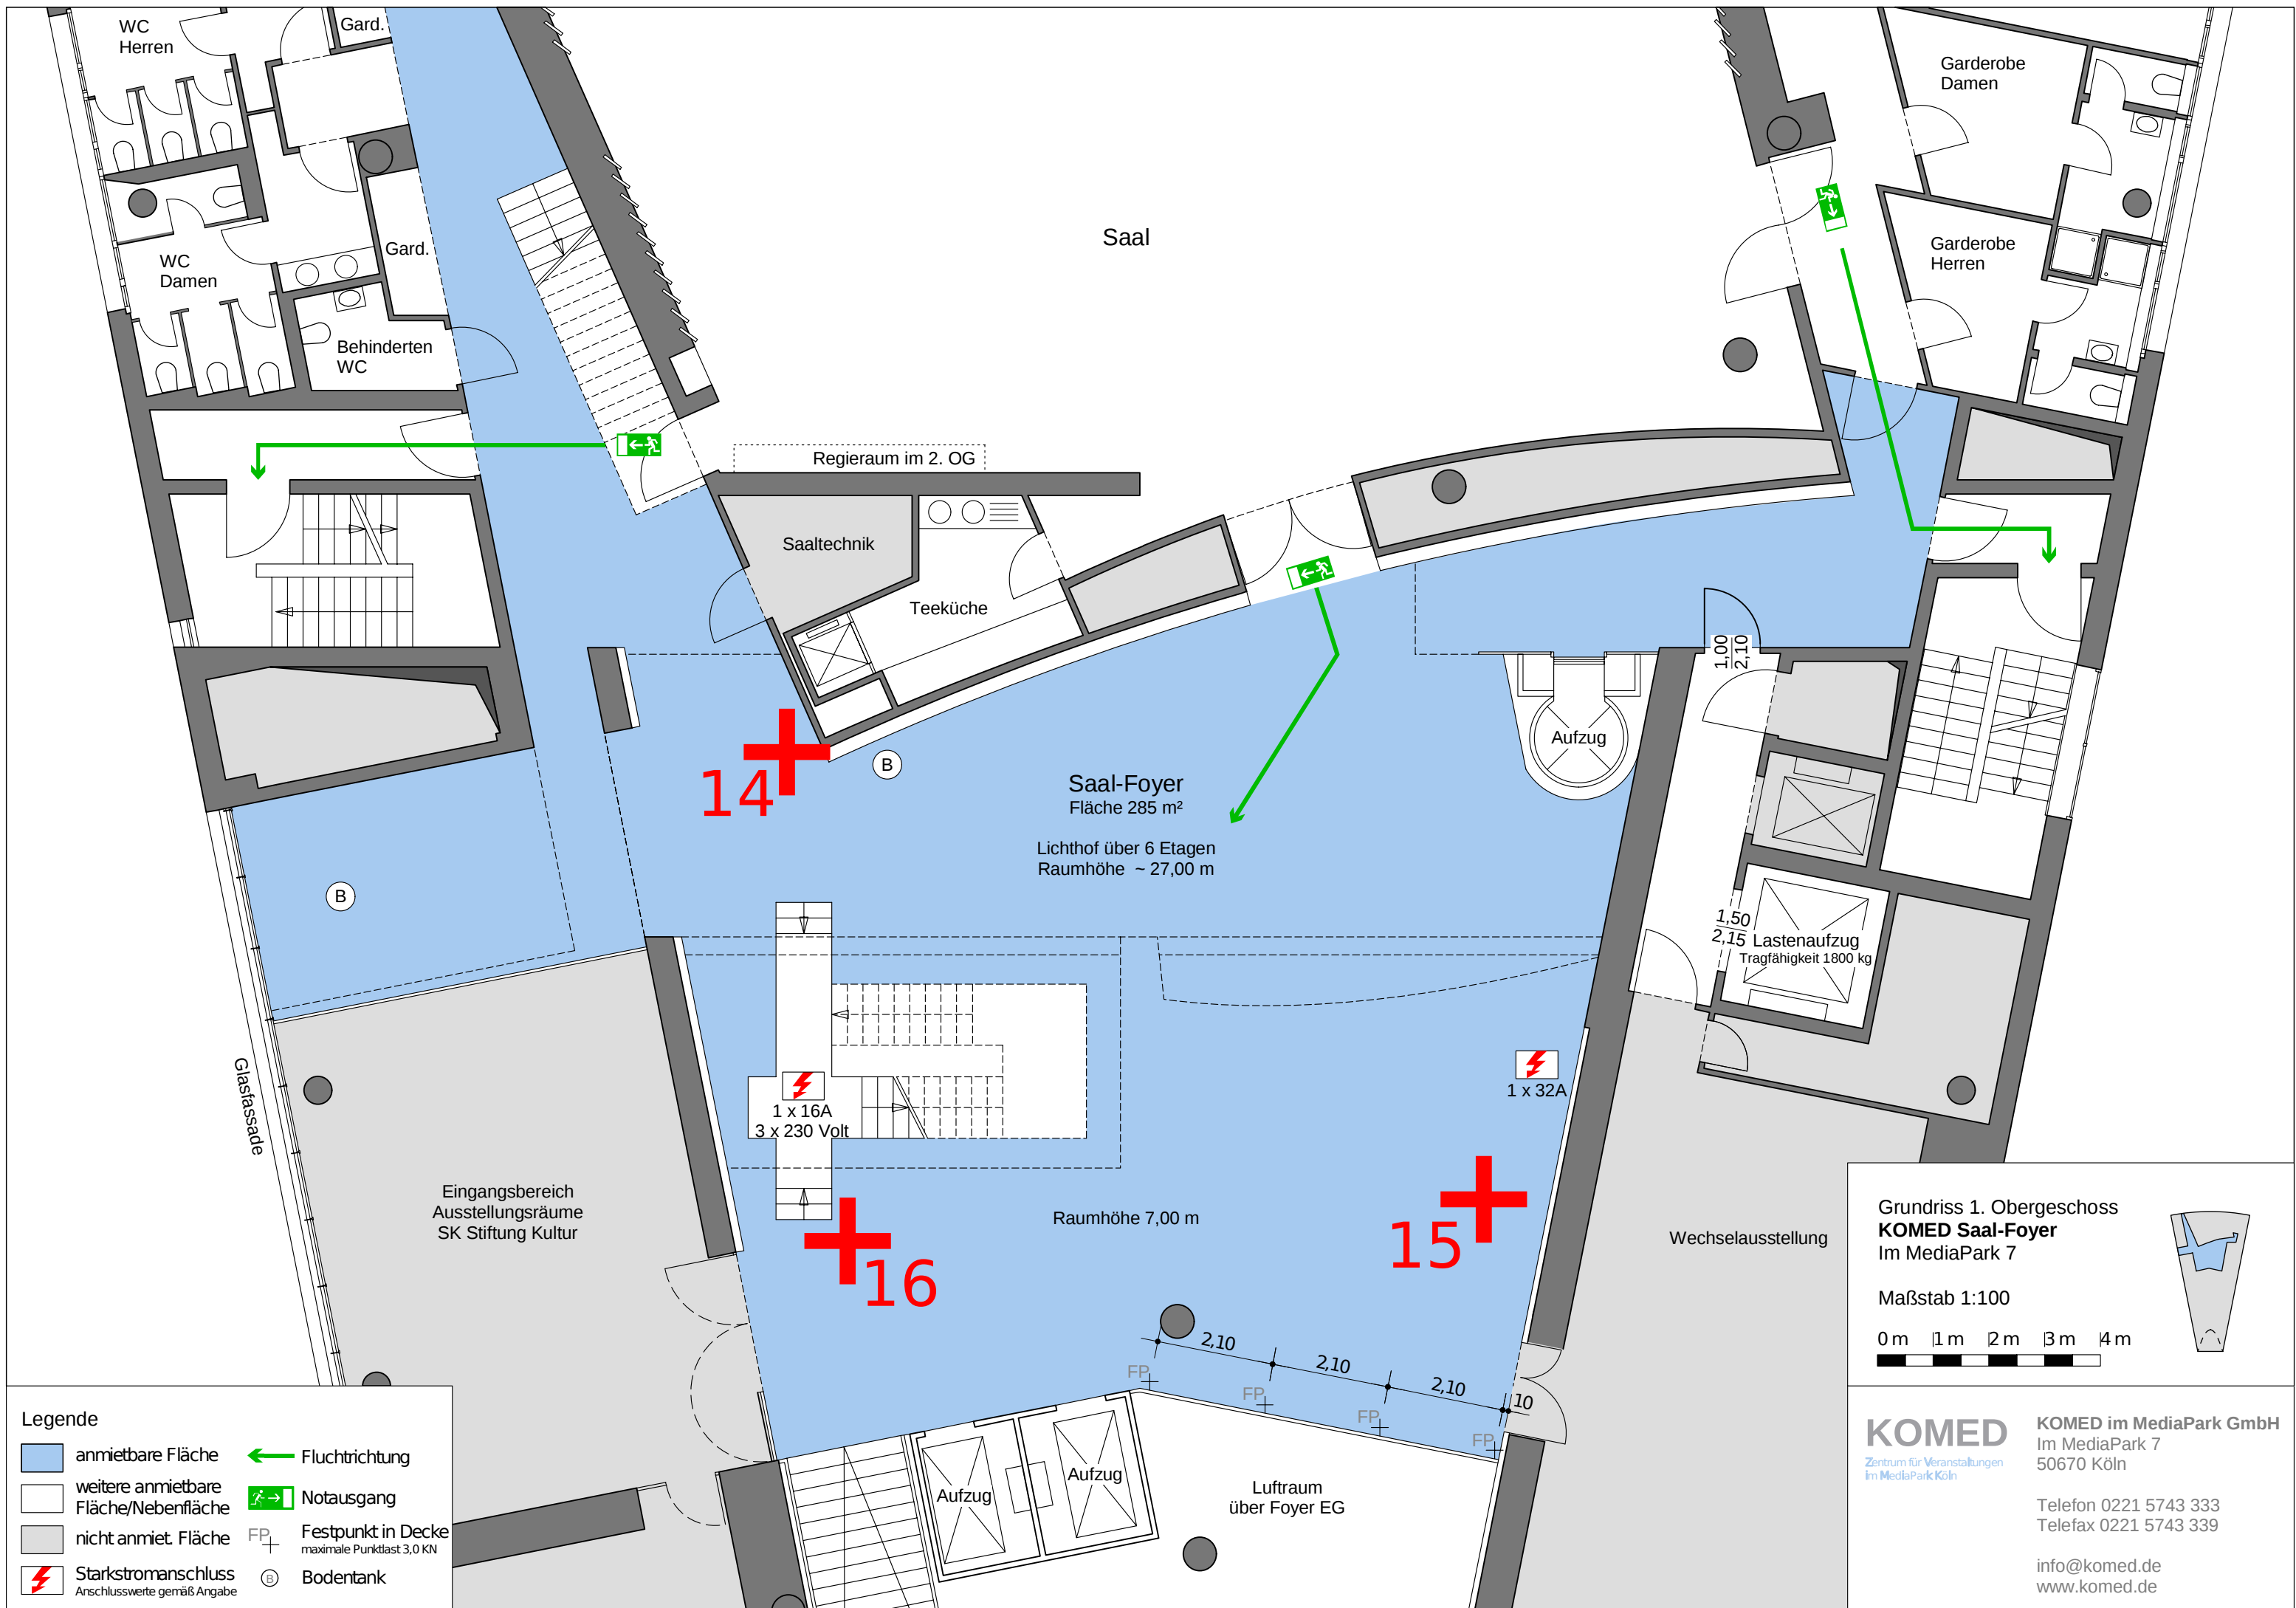 WC
Herren
Gard.
Garderobe
Damen
Saal
WC
Damen
Gard.
Garderobe
Herren
Behinderten
WC
Regieraum im 2. OG
Saaltechnik
Teeküche
1,00
2,10
Aufzug
14
B
Saal-Foyer
Fläche 285 m²
Lichthof über 6 Etagen
Raumhöhe ~ 27,00 m
B
1,50
2,15
Lastenaufzug
Tragfähigkeit 1800 kg
Glasfassade
1 x 16A
3 x 230 Volt
1 x 32A
Eingangsbereich
Ausstellungsräume
SK Stiftung Kultur
Raumhöhe 7,00 m
15
16
Wechselausstellung
2,10
2,10
2,10
10
FP
FP
FP
FP
Aufzug
Aufzug
Luftraum
über Foyer EG
Grundriss 1. Obergeschoss
KOMED Saal-Foyer
Im MediaPark 7
Maßstab 1:100
0 m 1 m 2 m 3 m 4 m
KOMED
Zentrum für Veranstaltungen
im MediaPark Köln
KOMED im MediaPark GmbH
Im MediaPark 7
50670 Köln
Telefon 0221 5743 333
Telefax 0221 5743 339
info@komed.de
www.komed.de
Legende
anmietbare Fläche
weitere anmietbare
Fläche/Nebenfläche
nicht anmiet. Fläche
Starkstromanschluss
Anschlusswerte gemäß Angabe
Fluchtrichtung
Notausgang
FP
Festpunkt in Decke
maximale Punktlast 3,0 KN
B
Bodentank